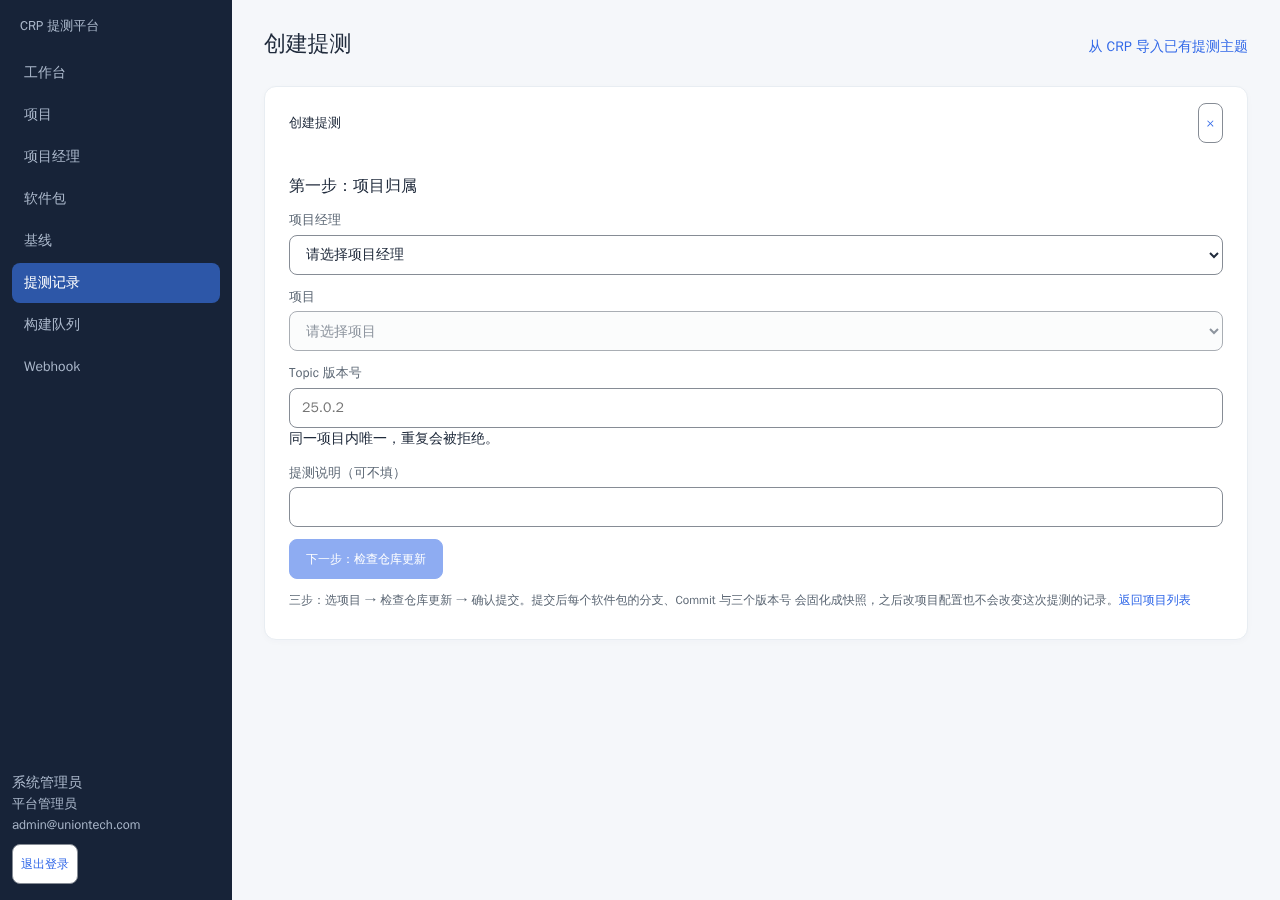 CRP 提测平台
工作台
项目
项目经理
软件包
基线
提测记录
构建队列
Webhook
系统管理员
平台管理员
admin@uniontech.com
退出登录
创建提测
从 CRP 导入已有提测主题
创建提测
×
第一步：项目归属
项目经理
请选择项目经理
项目
请选择项目
Topic 版本号
25.0.2
同一项目内唯一，重复会被拒绝。
提测说明（可不填）
下一步：检查仓库更新
三步：选项目 → 检查仓库更新 → 确认提交。提交后每个软件包的分支、Commit 与三个版本号 会固化成快照，之后改项目配置也不会改变这次提测的记录。返回项目列表